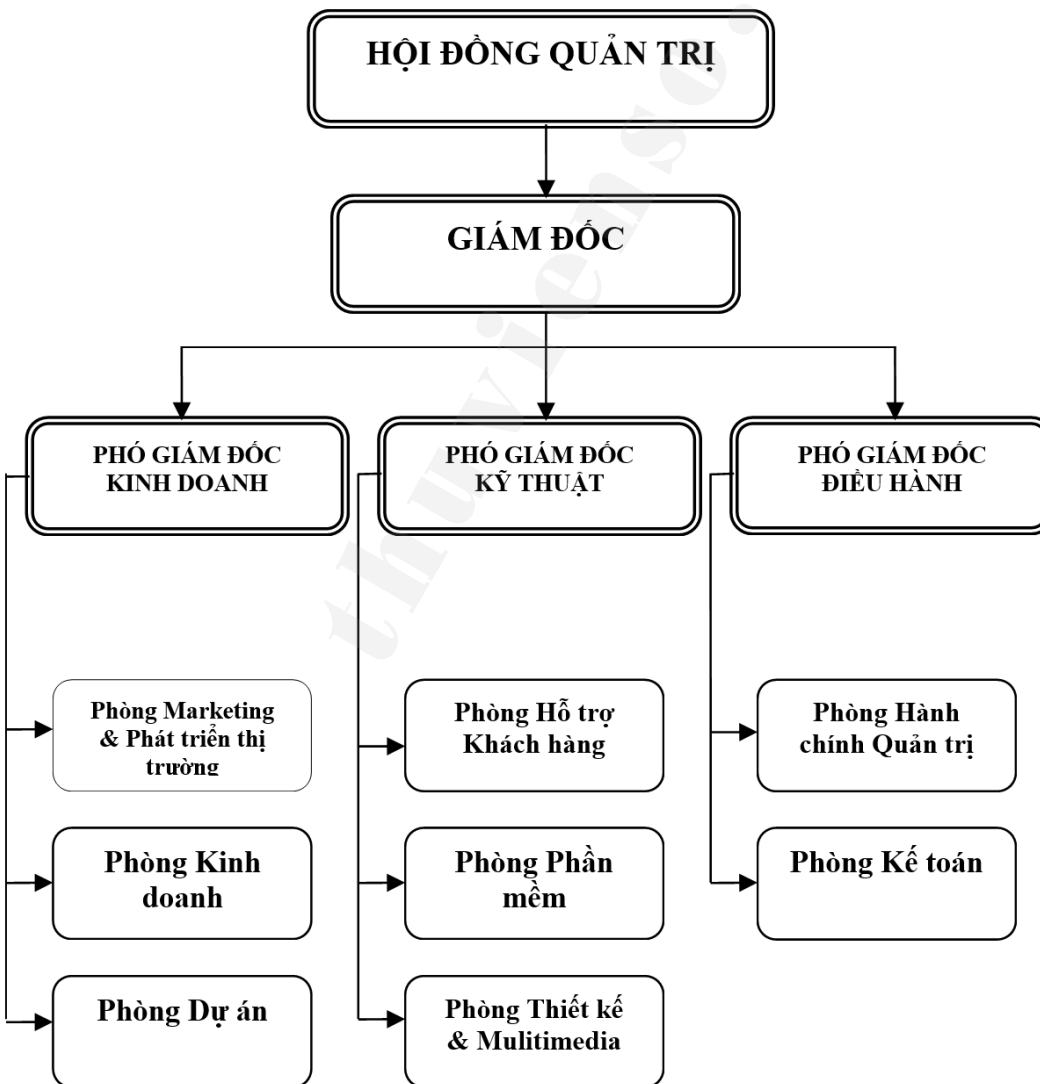 HỘI ĐỒNG QUẢN TRỊ
GIÁM ĐỐC
PHÓ GIÁM ĐỐC
KINH DOANH
PHÓ GIÁM ĐỐC
KỸ THUẬT
PHÓ GIÁM ĐỐC
ĐIỀU HÀNH
Phòng Marketing
& Phát triển thị
trường
Phòng Hỗ trợ
Khách hàng
Phòng Hành
chính Quản trị
Phòng Kinh
doanh
Phòng Phần
mềm
Phòng Kế toán
Phòng Dự án
Phòng Thiết kế
& Mulitimedia
thuvienso.